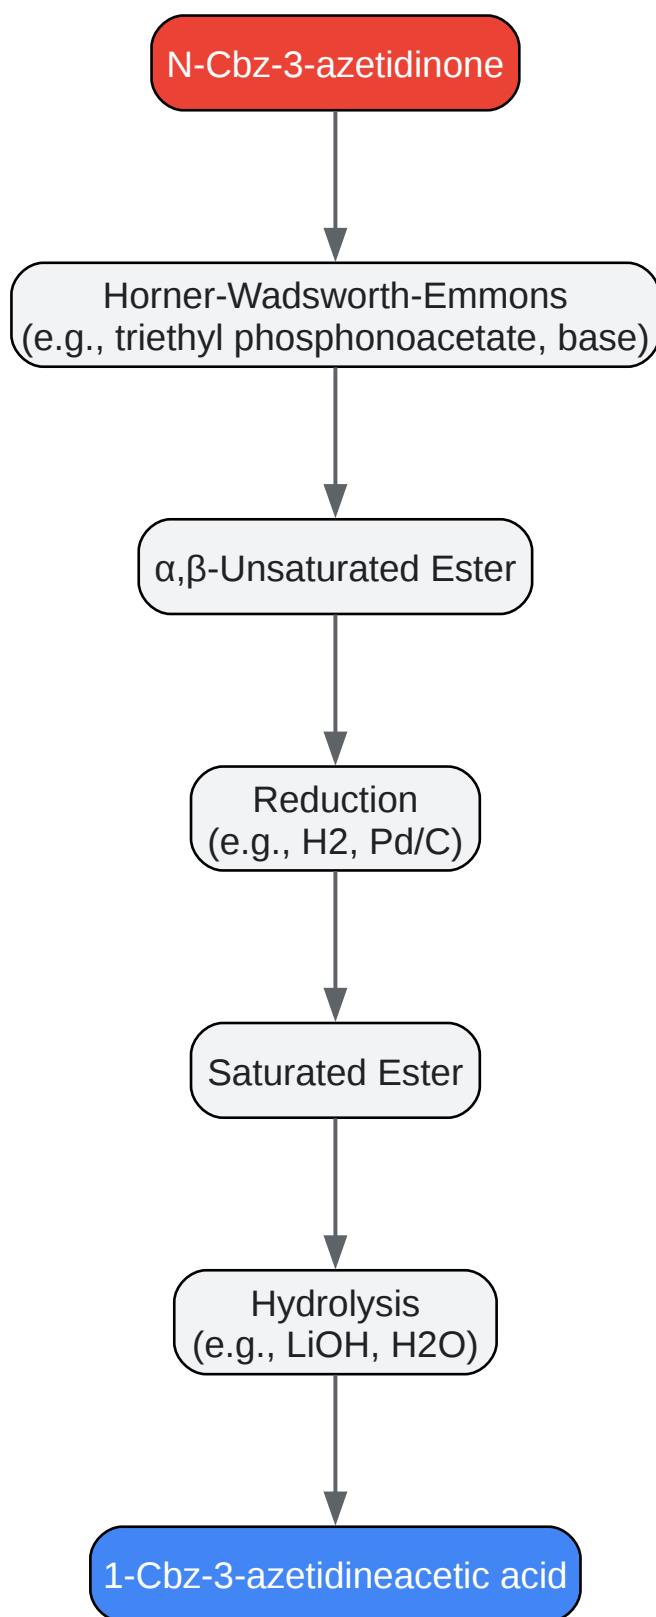 N-Cbz-3-azetidinone
Horner-Wadsworth-Emmons
(e.g., triethyl phosphonoacetate, base)
α,β-Unsaturated Ester
Reduction
(e.g., H2, Pd/C)
Saturated Ester
Hydrolysis
(e.g., LiOH, H2O)
1-Cbz-3-azetidineacetic acid